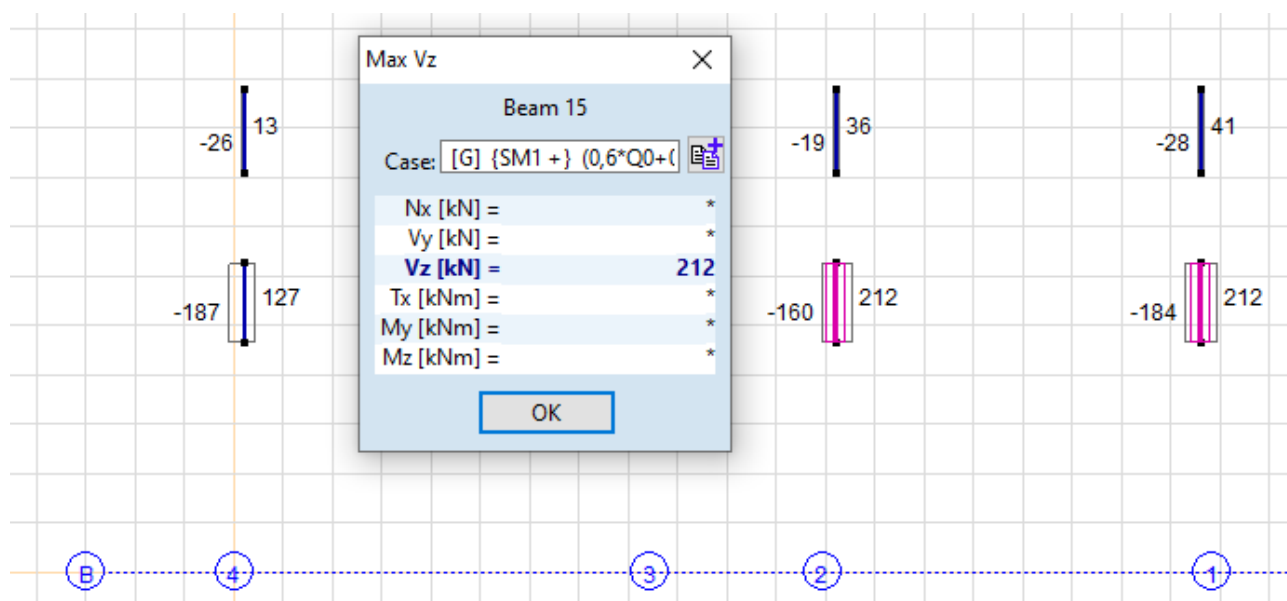 Max Vz
Beam 15
Case: [G] {SM1 +} (0,6*Q0+(
Nx [kN] = *
Vy [kN] = *
Vz [kN] = 212
Tx [kNm] = *
My [kNm] = *
Mz [kNm] = *
OK
-26 13
-19 36
-28 41
-187 127
-160 212
-184 212
B 4 3 2 1